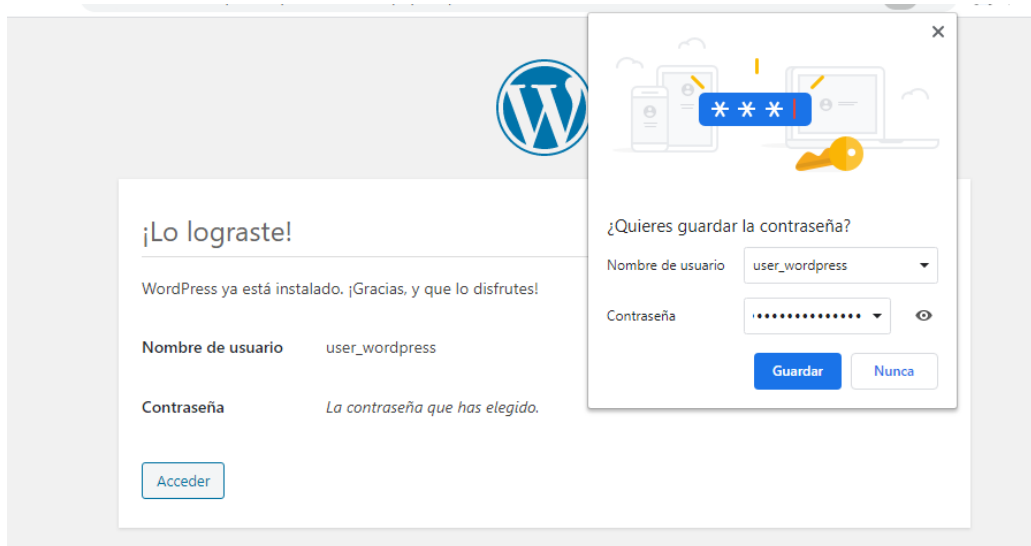 ¡Lo lograste!
WordPress ya está instalado. ¡Gracias, y que lo disfrutes!
Nombre de usuario user_wordpress
Contraseña La contraseña que has elegido.
Acceder
¿Quieres guardar la contraseña?
Nombre de usuario user_wordpress
Contraseña ••••••••••••••
Guardar Nunca